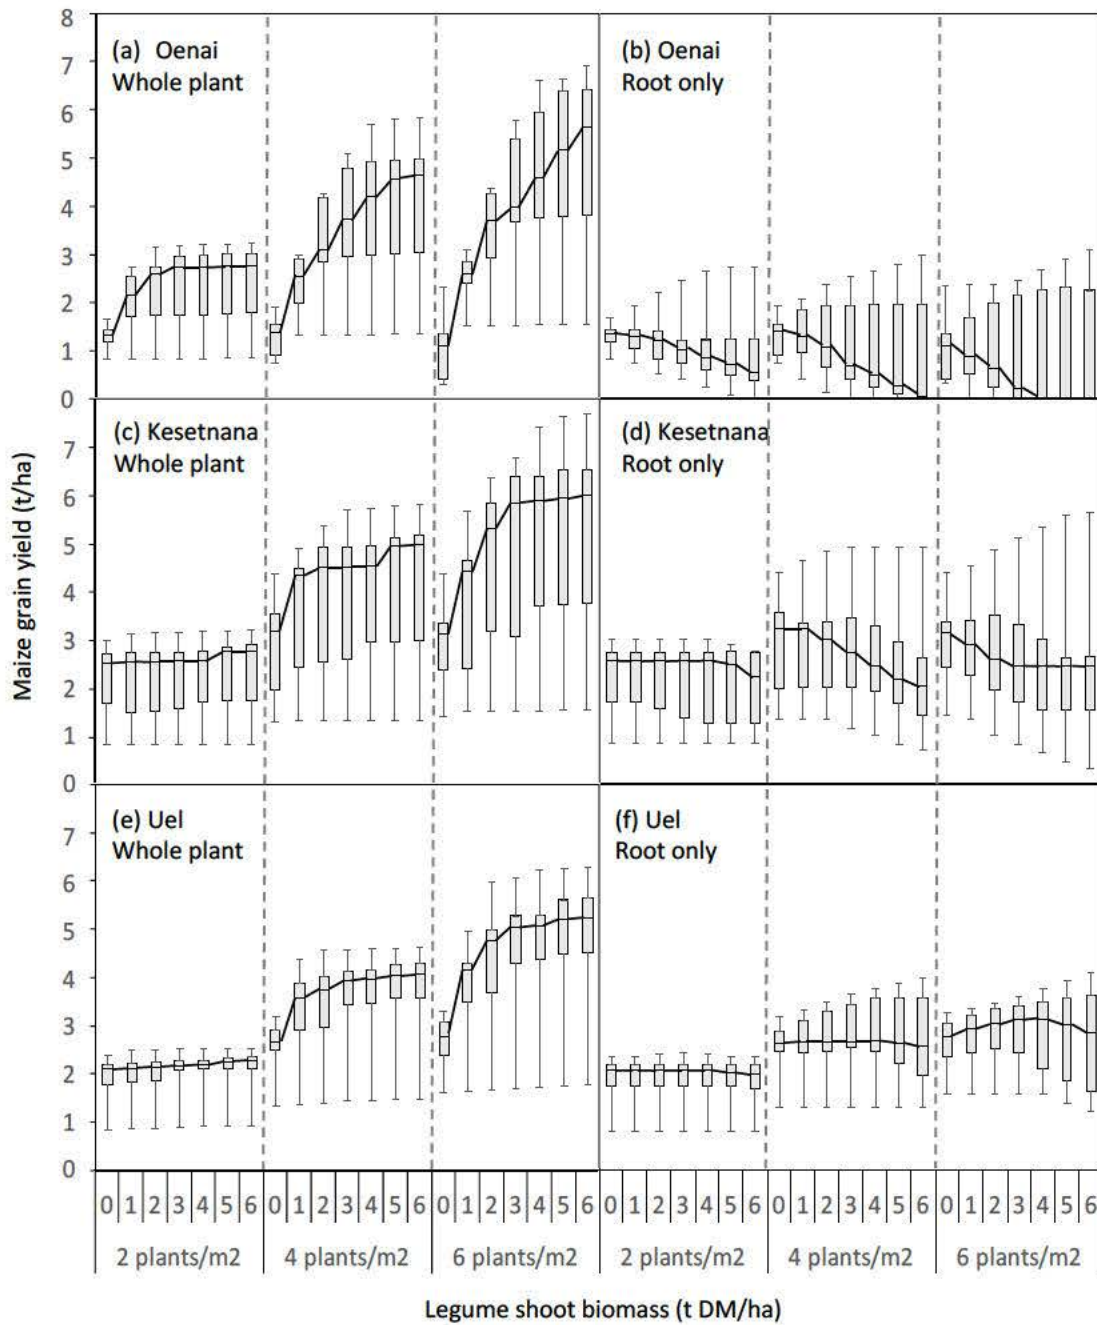 8
7
6
5
4
3
2
1
0
(a) Oenai
Whole plant
(b) Oenai
Root only
7
6
5
4
3
2
1
0
(c) Kesetnana
Whole plant
(d) Kesetnana
Root only
7
6
5
4
3
2
1
0
(e) Uel
Whole plant
(f) Uel
Root only
Maize grain yield (t/ha)
0 1 2 3 4 5 6 0 1 2 3 4 5 6 0 1 2 3 4 5 6 0 1 2 3 4 5 6 0 1 2 3 4 5 6 0 1 2 3 4 5 6
2 plants/m2 4 plants/m2 6 plants/m2 2 plants/m2 4 plants/m2 6 plants/m2
Legume shoot biomass (t DM/ha)